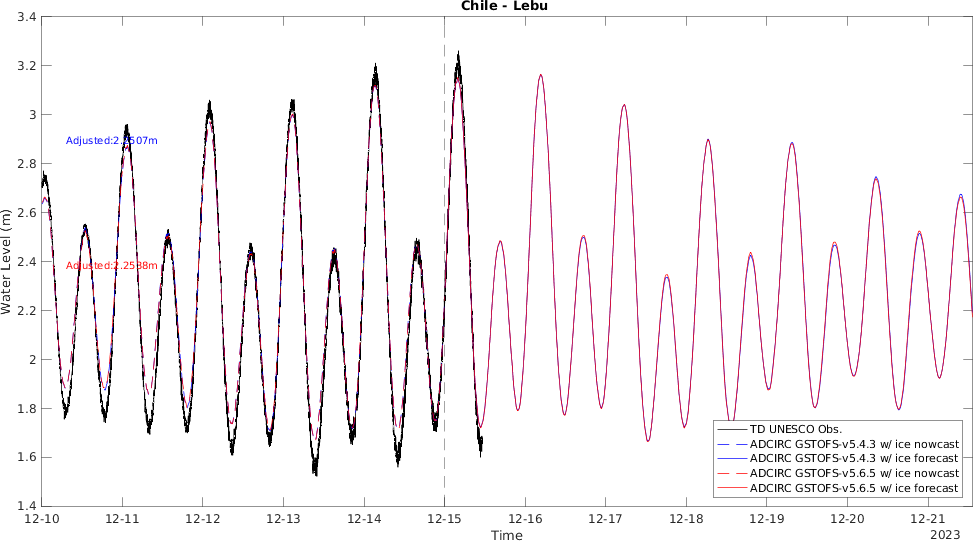 Chile - Lebu
3.4
3.2
3
2.8
2.6
2.4
2.2
2
1.8
1.6
1.4
Water Level (m)
Adjusted:2.2507m
Adjusted:2.2538m
TD UNESCO Obs.
ADCIRC GSTOFS-v5.4.3 w/ ice nowcast
ADCIRC GSTOFS-v5.4.3 w/ ice forecast
ADCIRC GSTOFS-v5.6.5 w/ ice nowcast
ADCIRC GSTOFS-v5.6.5 w/ ice forecast
12-10 12-11 12-12 12-13 12-14 12-15 12-16 12-17 12-18 12-19 12-20 12-21
Time
2023